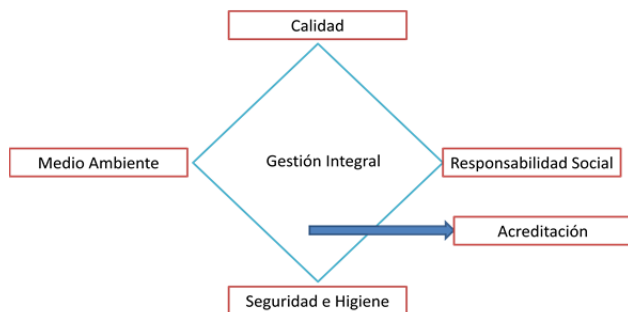 Calidad
Medio Ambiente
Gestión Integral
Responsabilidad Social
Acreditación
Seguridad e Higiene